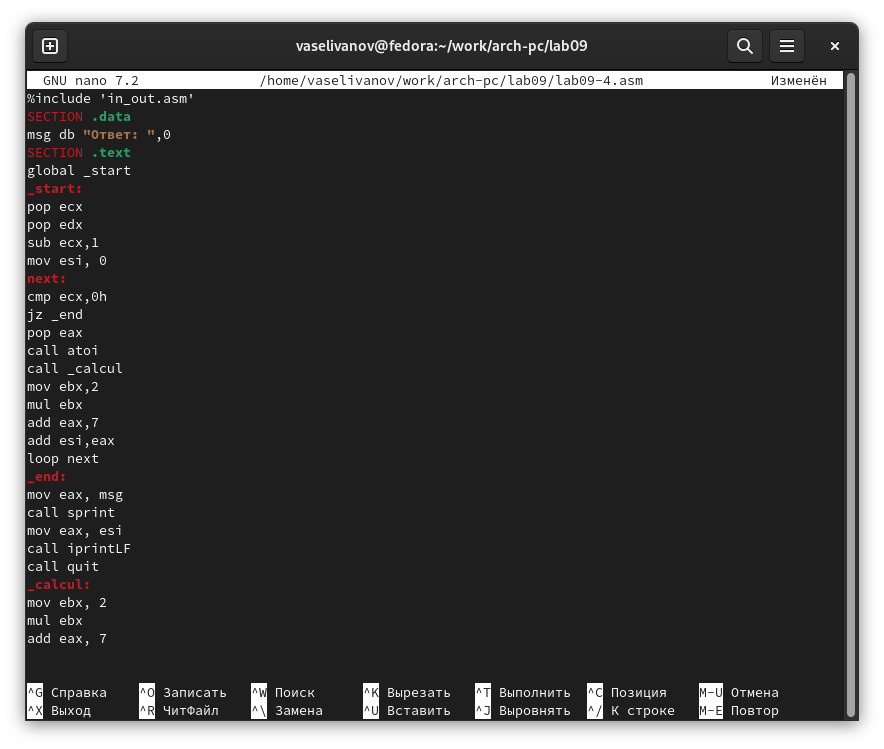 vaselivanov@fedora:~/work/arch-pc/lab09
GNU nano 7.2 /home/vaselivanov/work/arch-pc/lab09/lab09-4.asm Изменён
%include 'in_out.asm'
SECTION .data
msg db "Ответ: ",0
SECTION .text
global _start
_start:
pop ecx
pop edx
sub ecx,1
mov esi, 0
next:
cmp ecx,0h
jz _end
pop eax
call atoi
call _calcul
mov ebx,2
mul ebx
add eax,7
add esi,eax
loop next
_end:
mov eax, msg
call sprint
mov eax, esi
call iprintLF
call quit
_calcul:
mov ebx, 2
mul ebx
add eax, 7
^G Справка ^O Записать ^W Поиск ^K Вырезать ^T Выполнить ^C Позиция M-U Отмена
^X Выход ^R ЧитФайл ^\ Замена ^U Вставить ^J Выровнять ^/ К строке M-E Повтор